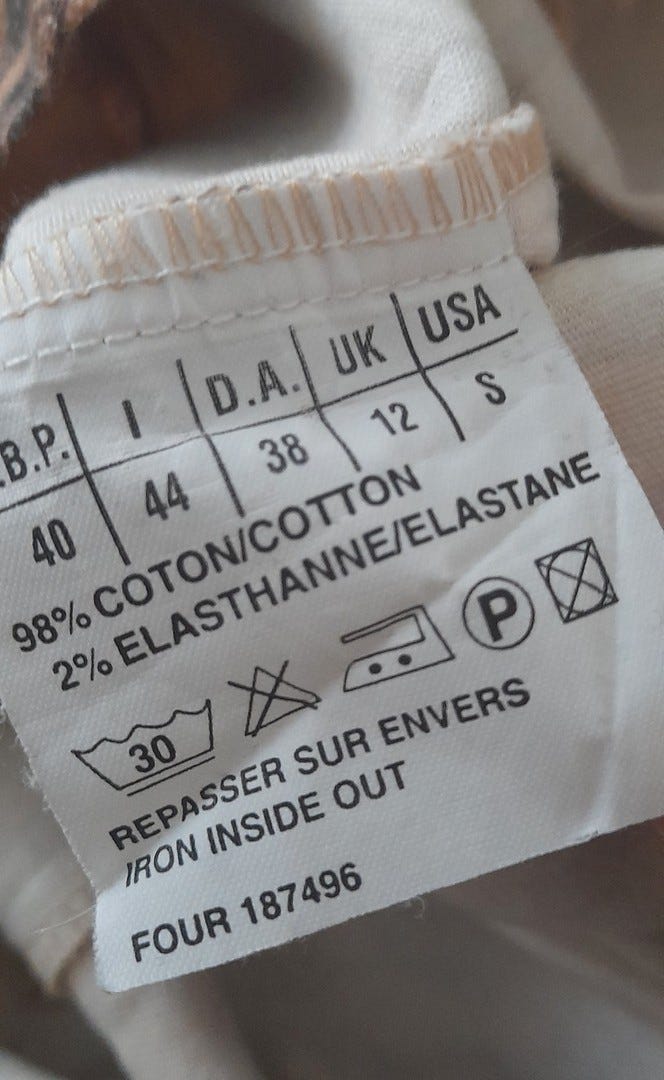 .B.P. I D.A. UK USA
40 44 38 12 S
98% COTON/COTTON
2% ELASTHANNE/ELASTANE
30 P
REPASSER SUR ENVERS
IRON INSIDE OUT
FOUR 187496